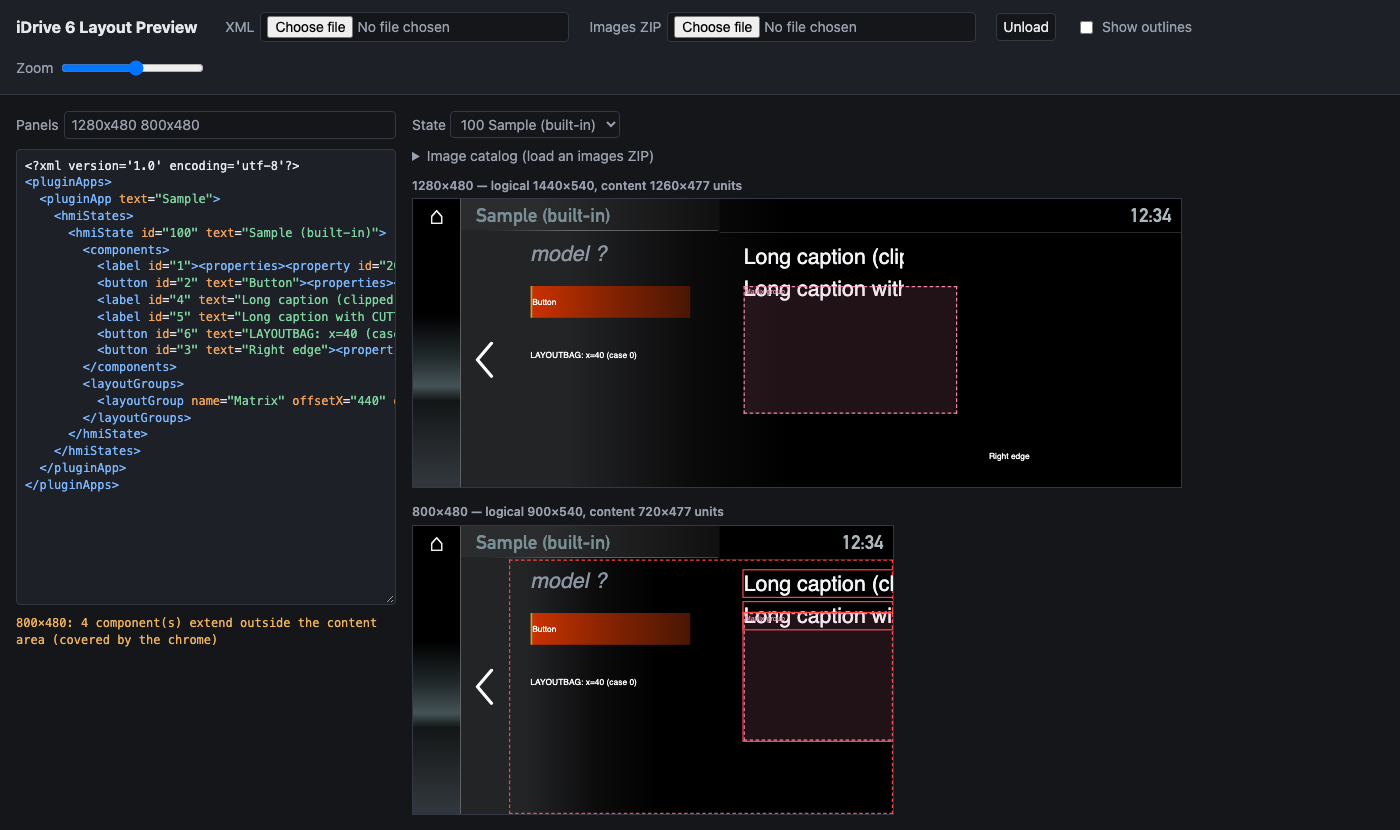 iDrive 6 Layout Preview XML Choose file No file chosen Images ZIP Choose file No file chosen Unload Show outlines
Zoom
Panels 1280x480 800x480
<?xml version='1.0' encoding='utf-8'?>
<pluginApps>
<pluginApp text="Sample">
<hmiStates>
<hmiState id="100" text="Sample (built-in)">
<components>
<label id="1"><properties><property id="2
<button id="2" text="Button"><properties>
<label id="4" text="Long caption (clipped
<label id="5" text="Long caption with CUT
<button id="6" text="LAYOUTBAG: x=40 (cas
<button id="3" text="Right edge"><propert
</components>
<layoutGroups>
<layoutGroup name="Matrix" offsetX="440"
</layoutGroups>
</hmiState>
</hmiStates>
</pluginApp>
</pluginApps>
800×480: 4 component(s) extend outside the content
area (covered by the chrome)
State 100 Sample (built-in)
▶ Image catalog (load an images ZIP)
1280×480 — logical 1440×540, content 1260×477 units
Sample (built-in) 12:34
model ?
Long caption (clip
Long caption with
Button
LAYOUTBAG: x=40 (case 0)
Right edge
800×480 — logical 900×540, content 720×477 units
Sample (built-in) 12:34
model ?
Long caption (cl
Long caption wi
Button
LAYOUTBAG: x=40 (case 0)